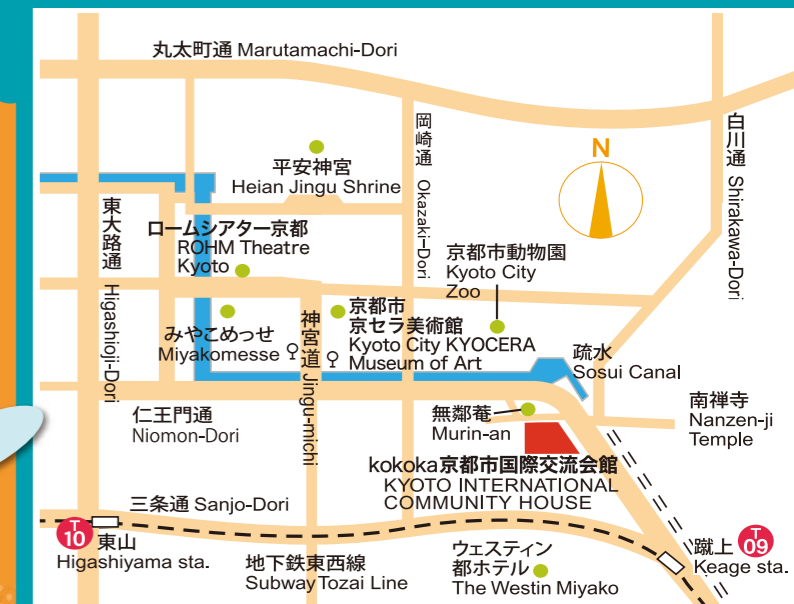 丸太町通 Marutamachi-Dori
岡崎通 Okazaki-Dori
白川通 Shirakawa-Dori
N
平安神宮
Heian Jingu Shrine
東大路通 Higashioji-Dori
ロームシアター京都
ROHM Theatre
Kyoto
京都市動物園
Kyoto City
Zoo
みやこめっせ
Miyakomesse
神宮道 Jingu-michi
京都市
京セラ美術館
Kyoto City KYOCERA
Museum of Art
疏水
Sosui Canal
仁王門通
Niomon-Dori
無鄰菴
Murin-an
南禅寺
Nanzen-ji
Temple
kokoka京都市国際交流会館
KYOTO INTERNATIONAL
COMMUNITY HOUSE
三条通 Sanjo-Dori
T
10
東山
Higashiyama sta.
地下鉄東西線
Subway Tozai Line
ウェスティン
都ホテル
The Westin Miyako
蹴上
T
09
Keage sta.